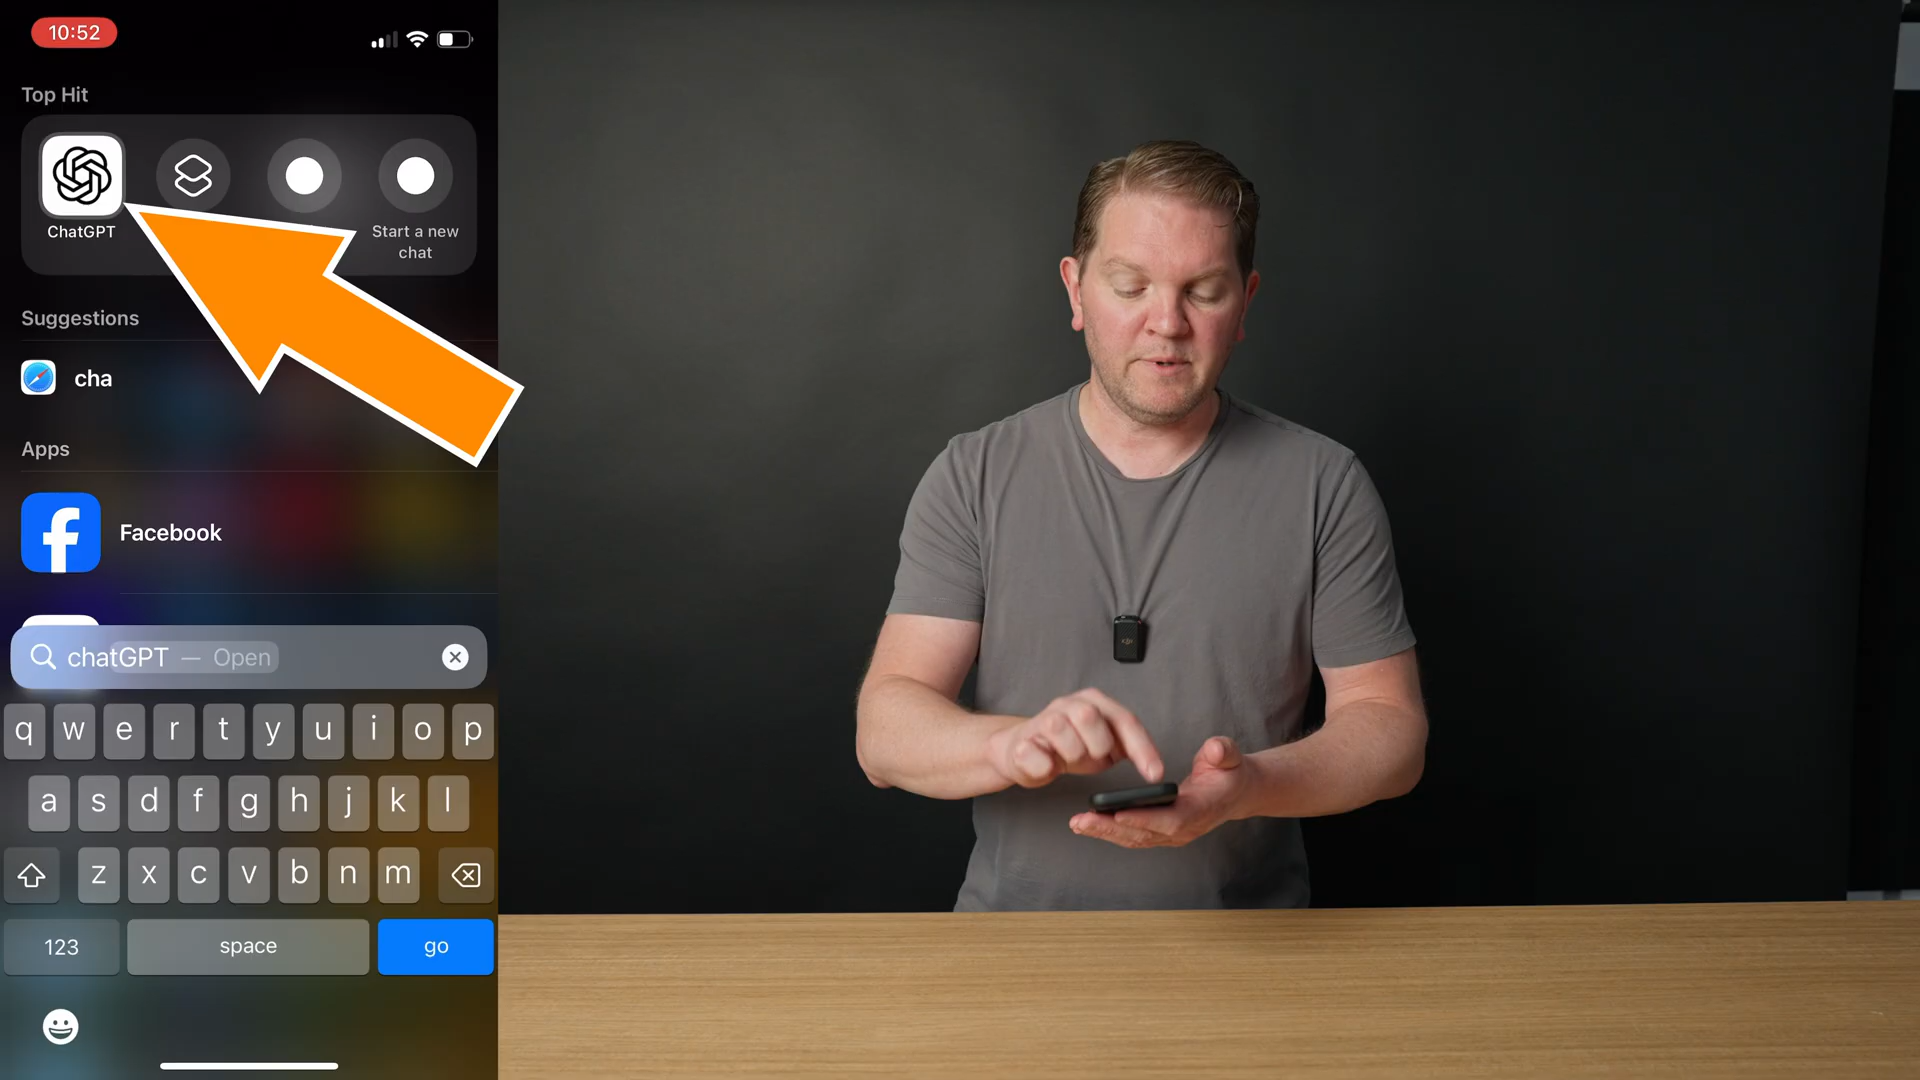 10:52
Top Hit
ChatGPT
Start a new
chat
Suggestions
cha
Apps
Facebook
chatGPT — Open
q w e r t y u i o p
a s d f g h j k l
z x c v b n m
123 space go